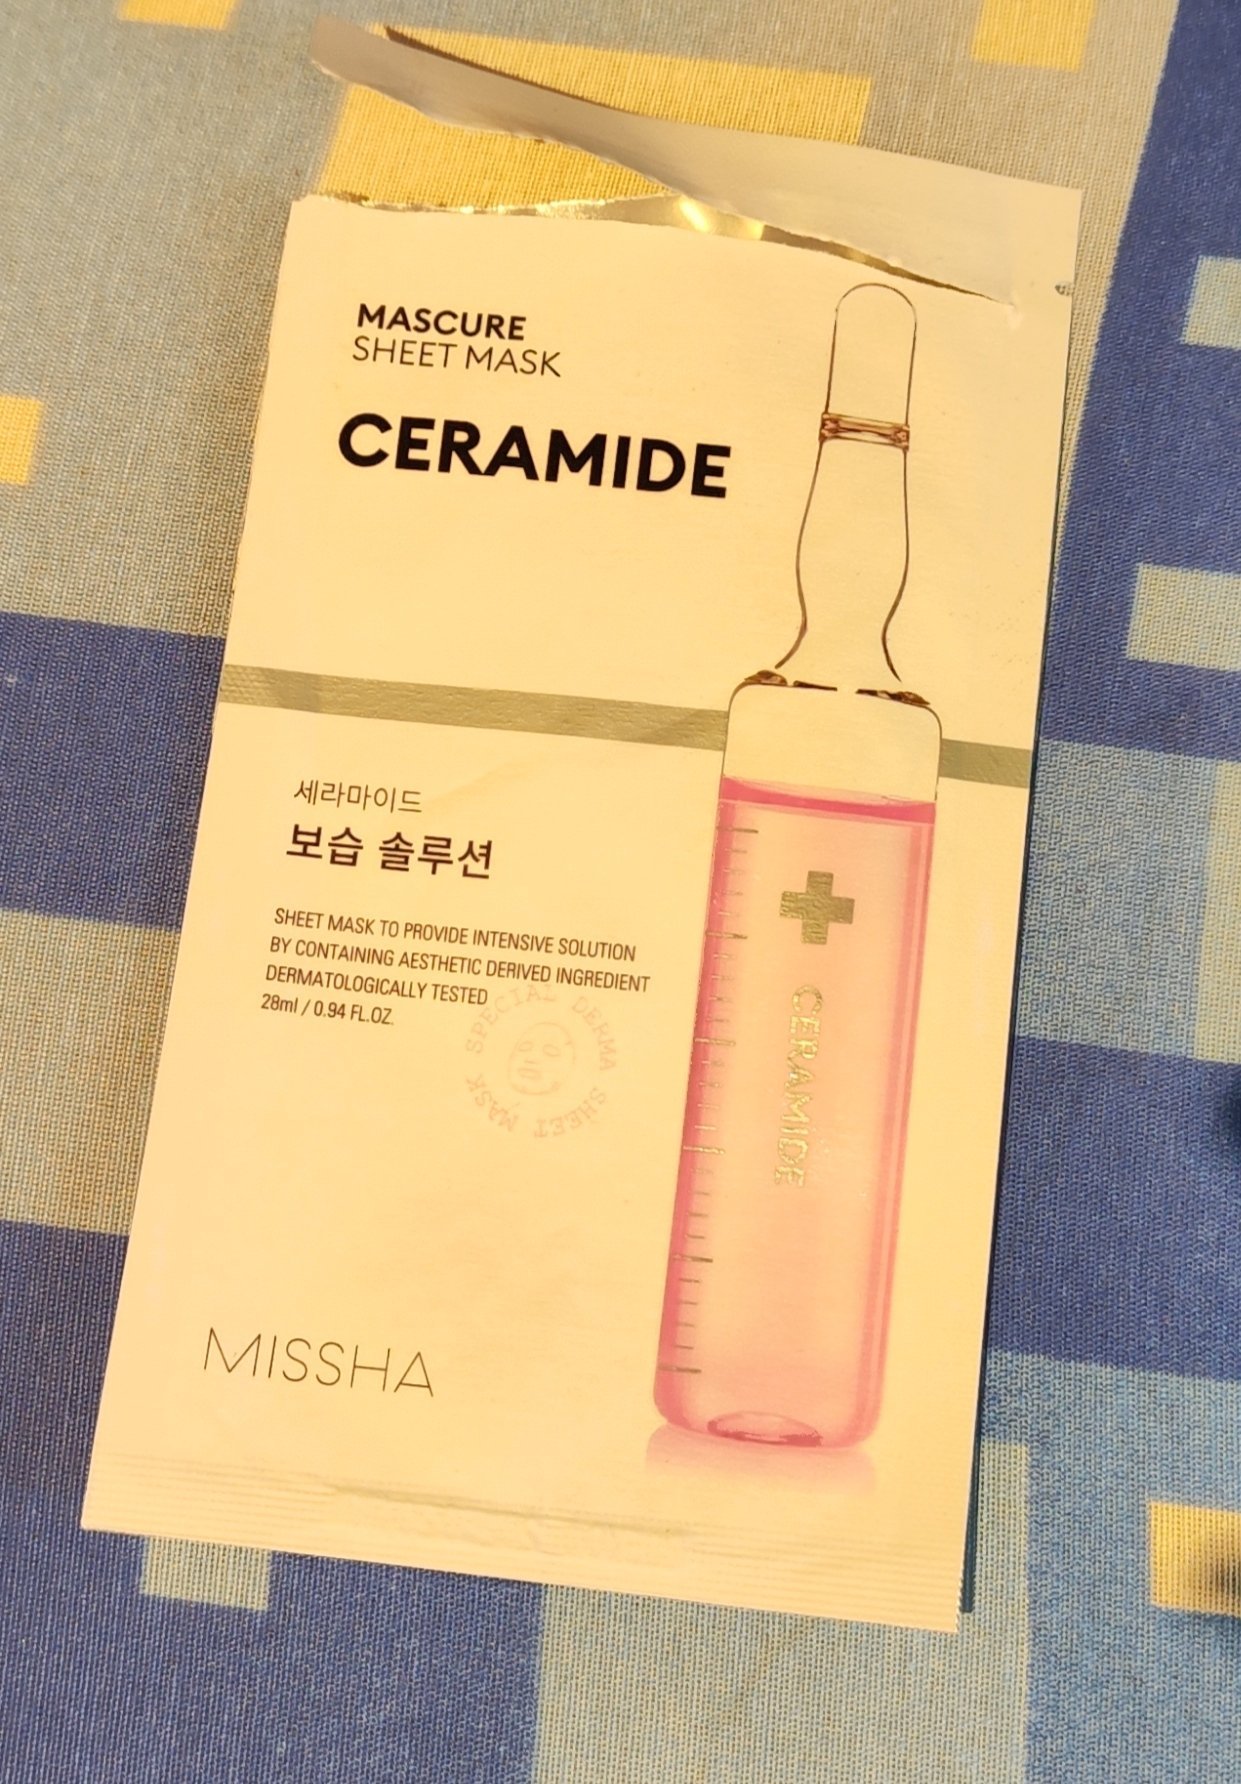 MASCURE
SHEET MASK
CERAMIDE
세라마이드
보습 솔루션
SHEET MASK TO PROVIDE INTENSIVE SOLUTION
BY CONTAINING AESTHETIC DERIVED INGREDIENT
DERMATOLOGICALLY TESTED
28ml / 0.94 FL.OZ.
SPECIAL DERMA SHEET MASK
CERAMIDE
MISSHA